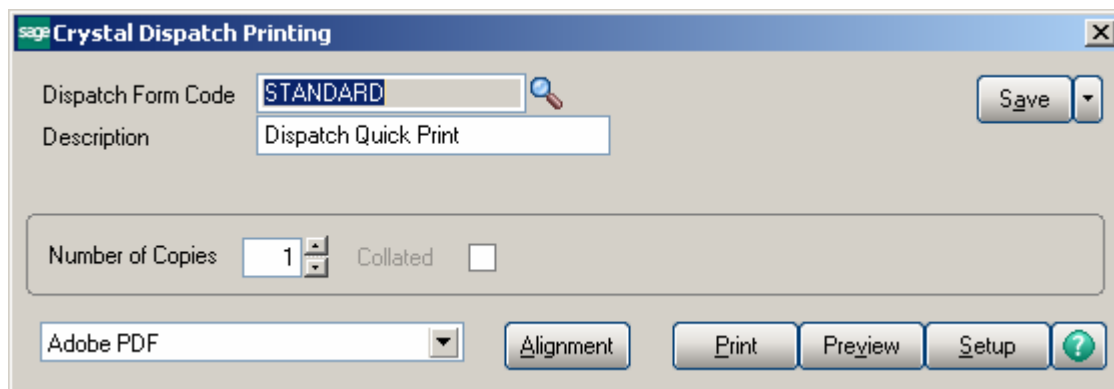 sage Crystal Dispatch Printing
Dispatch Form Code STANDARD Save
Description Dispatch Quick Print
Number of Copies 1 Collated
Adobe PDF Alignment Print Preview Setup ?